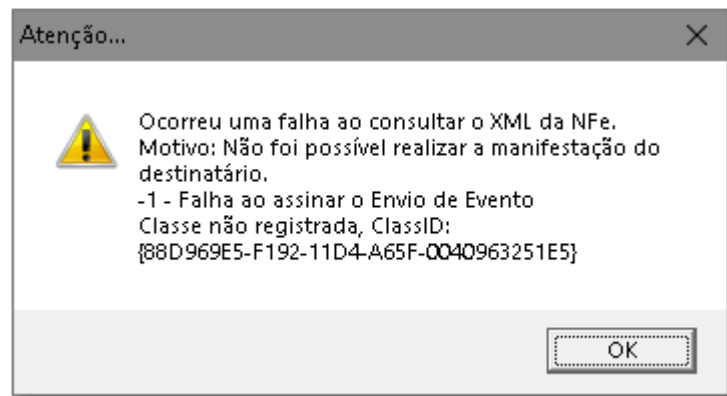 Atenção...
Ocorreu uma falha ao consultar o XML da NFe.
Motivo: Não foi possível realizar a manifestação do
destinatário.
-1 - Falha ao assinar o Envio de Evento
Classe não registrada, ClassID:
{88D969E5-F192-11D4-A65F-0040963251E5}
OK